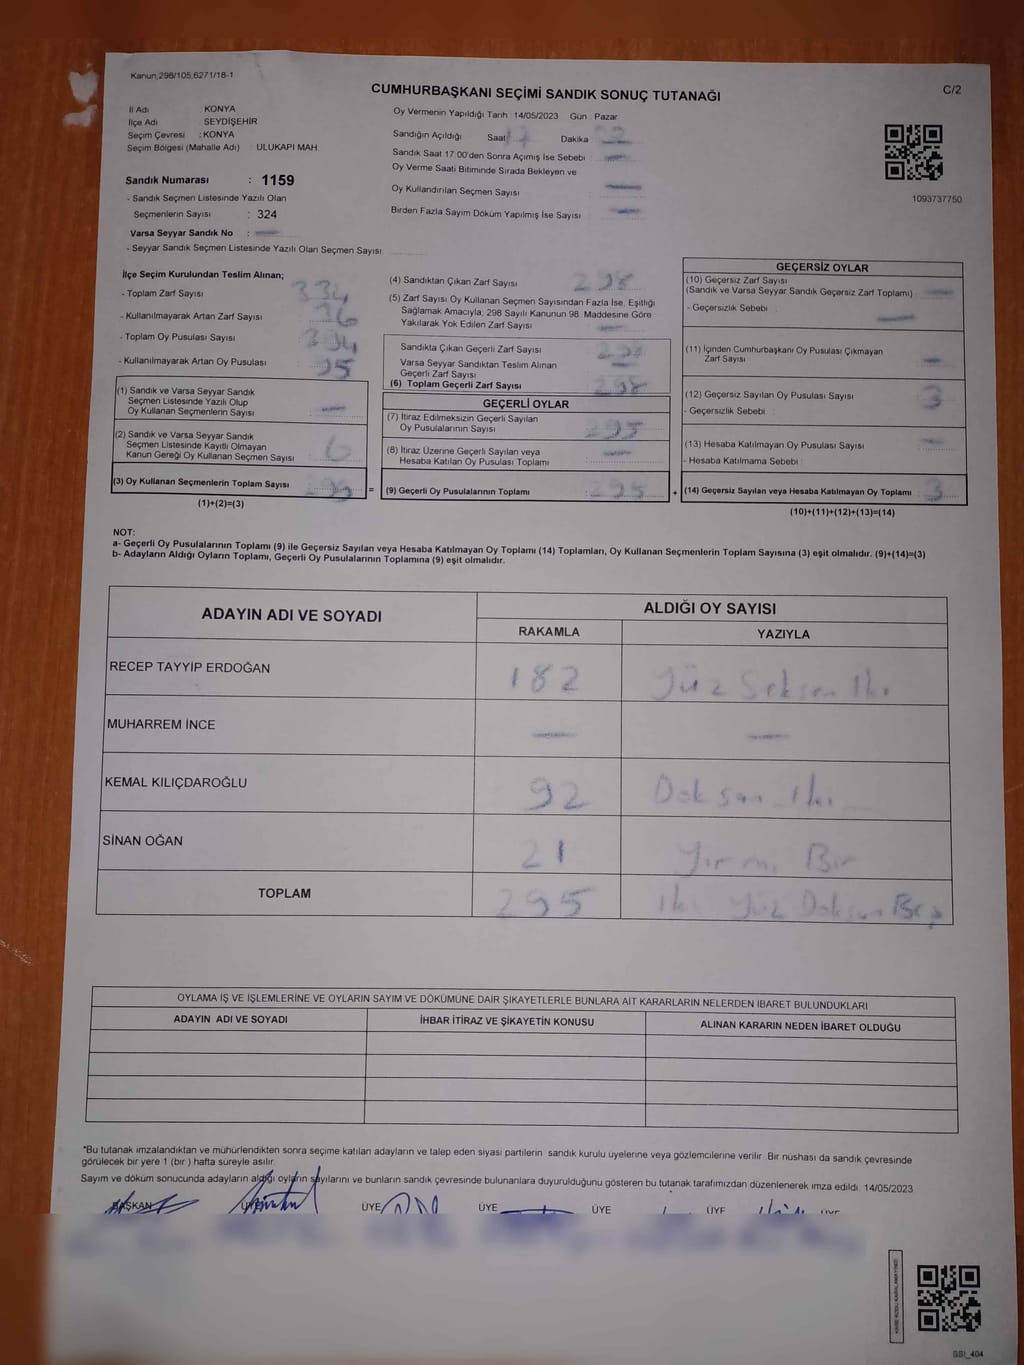 Kanun;298/105;6271/18-1
CUMHURBAŞKANI SEÇİMİ SANDIK SONUÇ TUTANAĞI
C/2
İl Adı : KONYA
İlçe Adı : SEYDİŞEHİR
Seçim Çevresi : KONYA
Seçim Bölgesi (Mahalle Adı) : ULUKAPI MAH.
Sandık Numarası : 1159
- Sandık Seçmen Listesinde Yazılı Olan
Seçmenlerin Sayısı : 324
Varsa Seyyar Sandık No : —
- Seyyar Sandık Seçmen Listesinde Yazılı Olan Seçmen Sayısı:
Oy Vermenin Yapıldığı Tarih 14/05/2023 Gün Pazar
Sandığın Açıldığı Saat 17 Dakika
Sandık Saat 17:00'den Sonra Açımış İse Sebebi : —
Oy Verme Saati Bitiminde Sırada Bekleyen ve
Oy Kullandırılan Seçmen Sayısı : —
Birden Fazla Sayım Döküm Yapılmış İse Sayısı : —
1093737750
İlçe Seçim Kurulundan Teslim Alınan;
- Toplam Zarf Sayısı : 334
- Kullanılmayarak Artan Zarf Sayısı : 36
- Toplam Oy Pusulası Sayısı : 334
- Kullanılmayarak Artan Oy Pusulası : 35
(1) Sandık ve Varsa Seyyar Sandık
Seçmen Listesinde Yazılı Olup
Oy Kullanan Seçmenlerin Sayısı : —
(2) Sandık ve Varsa Seyyar Sandık
Seçmen Listesinde Kayıtlı Olmayan
Kanun Gereği Oy Kullanan Seçmen Sayısı : 6
(3) Oy Kullanan Seçmenlerin Toplam Sayısı
(1)+(2)=(3)
(4) Sandıktan Çıkan Zarf Sayısı : 298
(5) Zarf Sayısı Oy Kullanan Seçmen Sayısından Fazla İse, Eşitliği
Sağlamak Amacıyla; 298 Sayılı Kanunun 98. Maddesine Göre
Yakılarak Yok Edilen Zarf Sayısı : —
Sandıkta Çıkan Geçerli Zarf Sayısı : 298
Varsa Seyyar Sandıktan Teslim Alınan
Geçerli Zarf Sayısı : —
(6) Toplam Geçerli Zarf Sayısı : 298
GEÇERLİ OYLAR
(7) İtiraz Edilmeksizin Geçerli Sayılan
Oy Pusulalarının Sayısı : 295
(8) İtiraz Üzerine Geçerli Sayılan veya
Hesaba Katılan Oy Pusulası Toplamı : —
= (9) Geçerli Oy Pusulalarının Toplamı : 295
GEÇERSİZ OYLAR
(10) Geçersiz Zarf Sayısı
(Sandık ve Varsa Seyyar Sandık Geçersiz Zarf Toplamı) : —
- Geçersizlik Sebebi : —
(11) İçinden Cumhurbaşkanı Oy Pusulası Çıkmayan
Zarf Sayısı : —
(12) Geçersiz Sayılan Oy Pusulası Sayısı : 3
- Geçersizlik Sebebi :
(13) Hesaba Katılmayan Oy Pusulası Sayısı : —
- Hesaba Katılmama Sebebi :
+ (14) Geçersiz Sayılan veya Hesaba Katılmayan Oy Toplamı : 3
(10)+(11)+(12)+(13)=(14)
NOT:
a- Geçerli Oy Pusulalarının Toplamı (9) ile Geçersiz Sayılan veya Hesaba Katılmayan Oy Toplamı (14) Toplamları, Oy Kullanan Seçmenlerin Toplam Sayısına (3) eşit olmalıdır. (9)+(14)=(3)
b- Adayların Aldığı Oyların Toplamı, Geçerli Oy Pusulalarının Toplamına (9) eşit olmalıdır.
ADAYIN ADI VE SOYADI
ALDIĞI OY SAYISI
RAKAMLA YAZIYLA
RECEP TAYYİP ERDOĞAN 182 Yüz Seksen İki
MUHARREM İNCE — —
KEMAL KILIÇDAROĞLU 92 Doksan İki
SİNAN OĞAN 21 Yirmi Bir
TOPLAM 295 İki Yüz Doksan Beş
OYLAMA İŞ VE İŞLEMLERİNE VE OYLARIN SAYIM VE DÖKÜMÜNE DAİR ŞİKAYETLERLE BUNLARA AİT KARARLARIN NELERDEN İBARET BULUNDUKLARI
ADAYIN ADI VE SOYADI İHBAR İTİRAZ VE ŞİKAYETİN KONUSU ALINAN KARARIN NEDEN İBARET OLDUĞU
*Bu tutanak imzalandıktan ve mühürlendikten sonra seçime katılan adayların ve talep eden siyasi partilerin sandık kurulu üyelerine veya gözlemcilerine verilir. Bir nüshası da sandık çevresinde
görülecek bir yere 1 (bir ) hafta süreyle asılır.
Sayım ve döküm sonucunda adayların aldığı oyların sayılarını ve bunların sandık çevresinde bulunanlara duyurulduğunu gösteren bu tutanak tarafımızdan düzenlenerek imza edildi. 14/05/2023
BAŞKAN ÜYE ÜYE ÜYE ÜYE ÜYE ÜYE
SBI_404